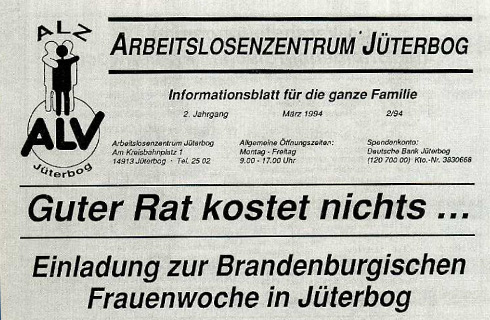 ALZ
ALV
Jüterbog
ARBEITSLOSENZENTRUM JÜTERBOG
Informationsblatt für die ganze Familie
2. Jahrgang März 1994 2/94
Arbeitslosenzentrum Jüterbog Allgemeine Öffnungszeiten: Spendenkonto:
Am Kreisbahnplatz 1 Montag - Freitag Deutsche Bank Jüterbog
14913 Jüterbog · Tel. 25 02 9.00 - 17.00 Uhr (120 700 00) Kto.-Nr. 3830668
Guter Rat kostet nichts ...
Einladung zur Brandenburgischen
Frauenwoche in Jüterbog